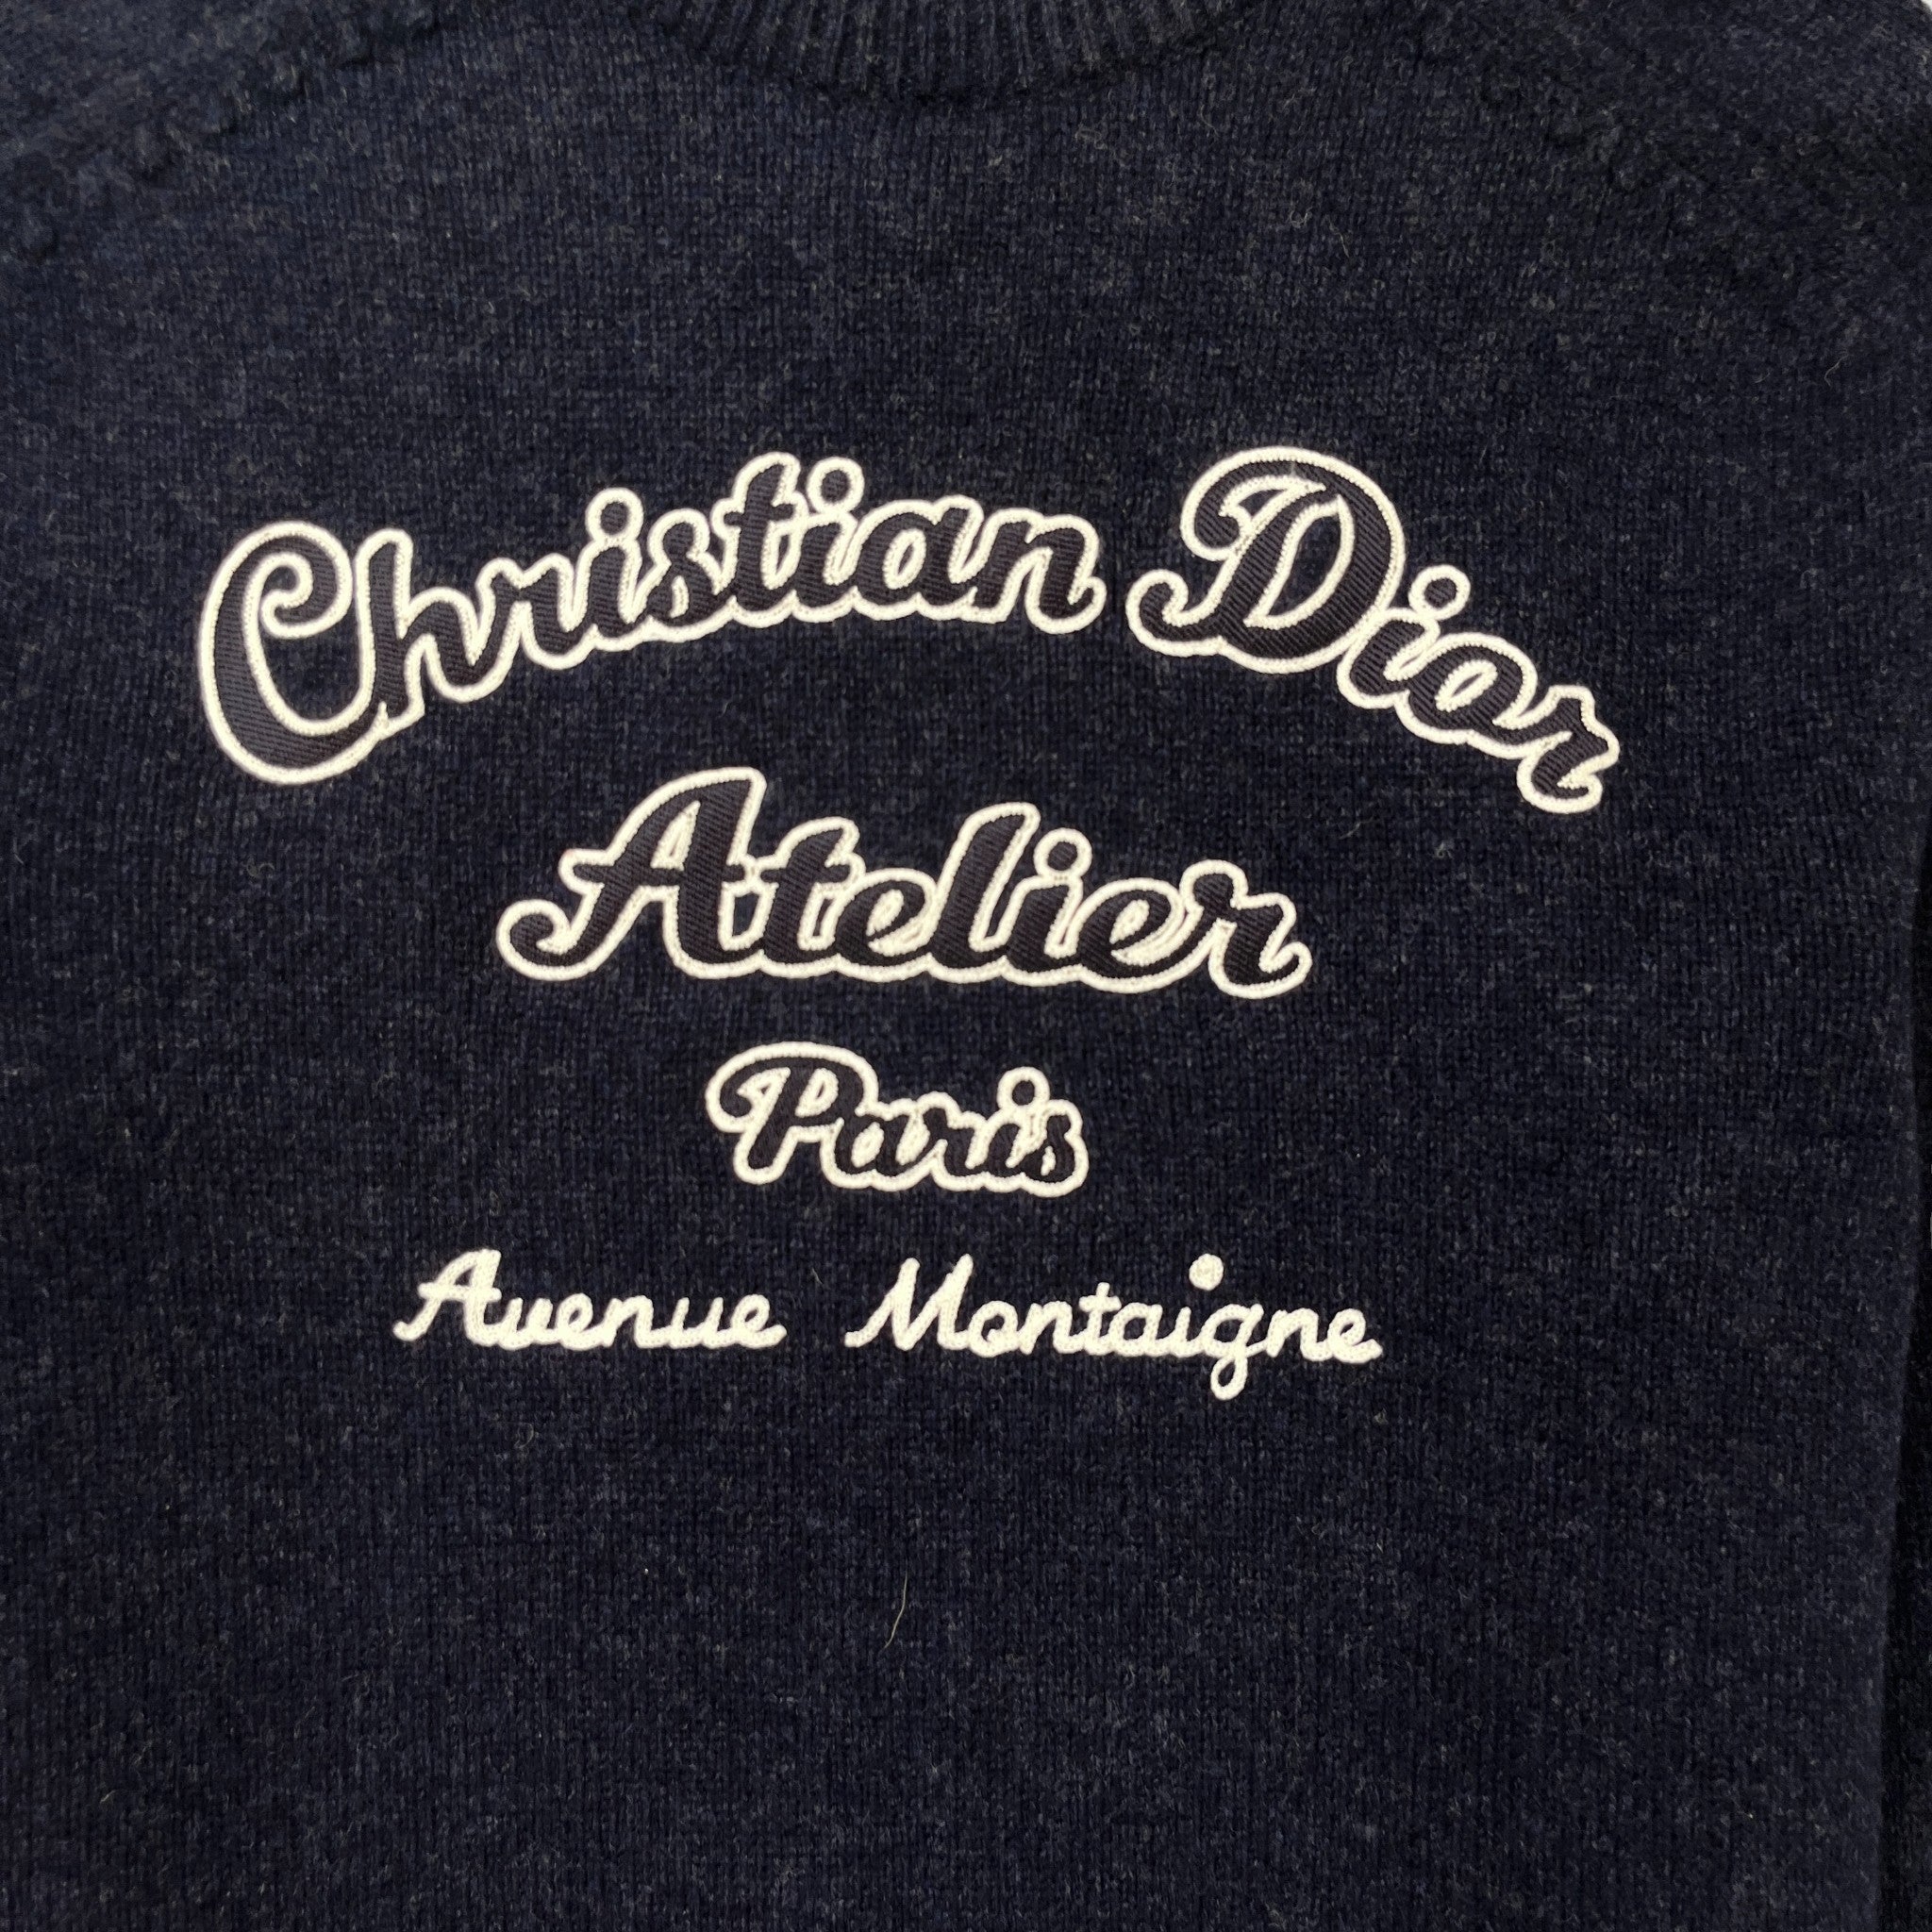 Christian Dior
Atelier
Paris
Avenue Montaigne